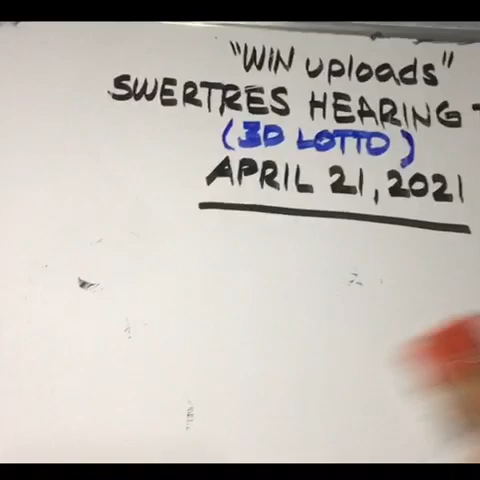 "WIN uploads"
SWERTRES HEARING -
(3D LOTTO)
APRIL 21, 2021